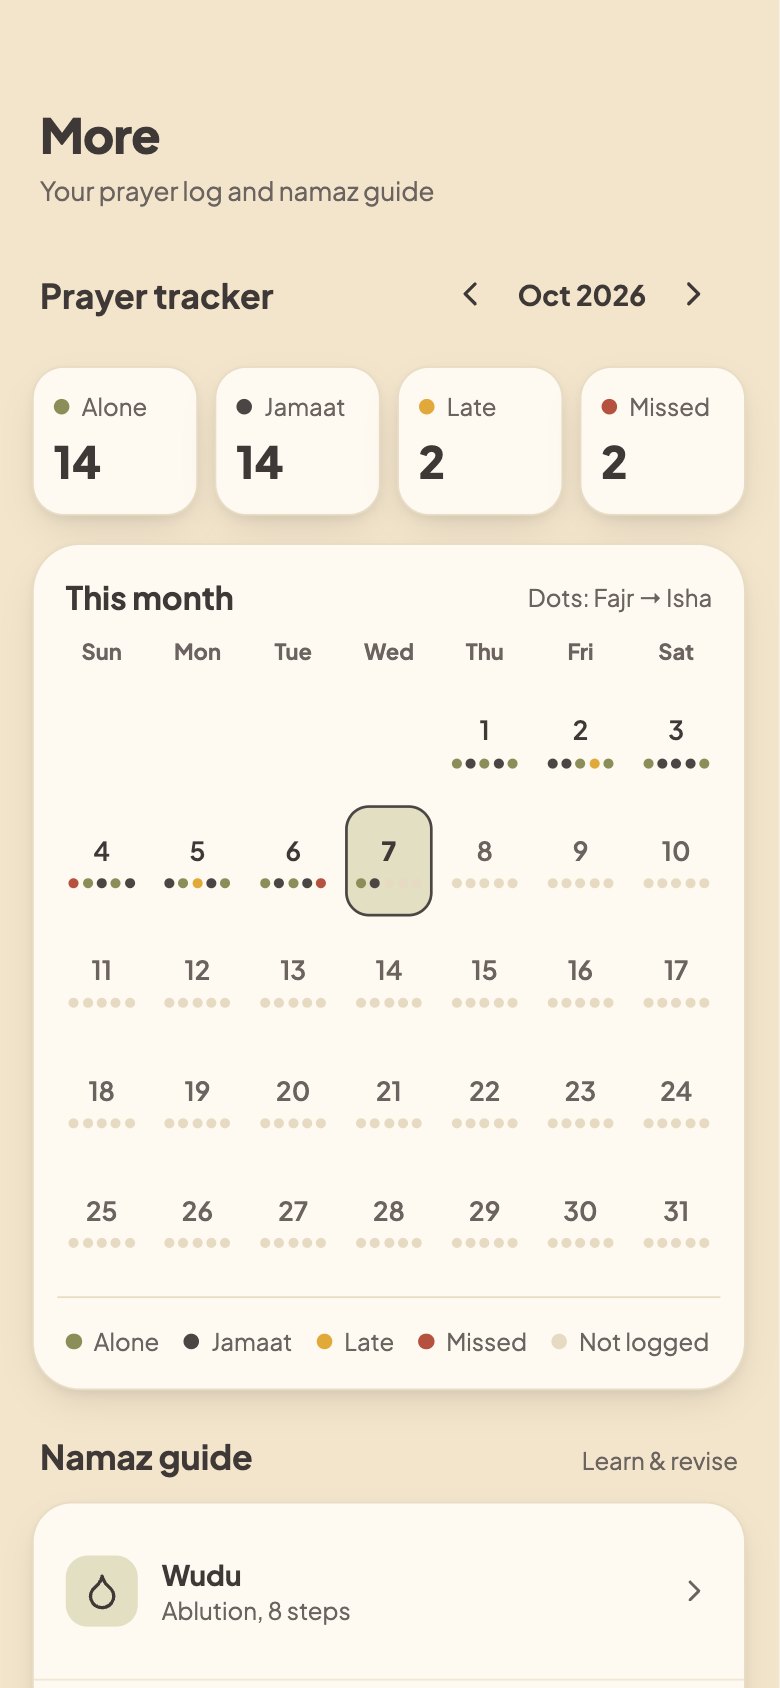 More
Your prayer log and namaz guide
Prayer tracker Oct 2026
Alone Jamaat Late Missed
14 14 2 2
This month Dots: Fajr → Isha
Sun Mon Tue Wed Thu Fri Sat
1 2 3
4 5 6 7 8 9 10
11 12 13 14 15 16 17
18 19 20 21 22 23 24
25 26 27 28 29 30 31
Alone Jamaat Late Missed Not logged
Namaz guide Learn & revise
Wudu
Ablution, 8 steps